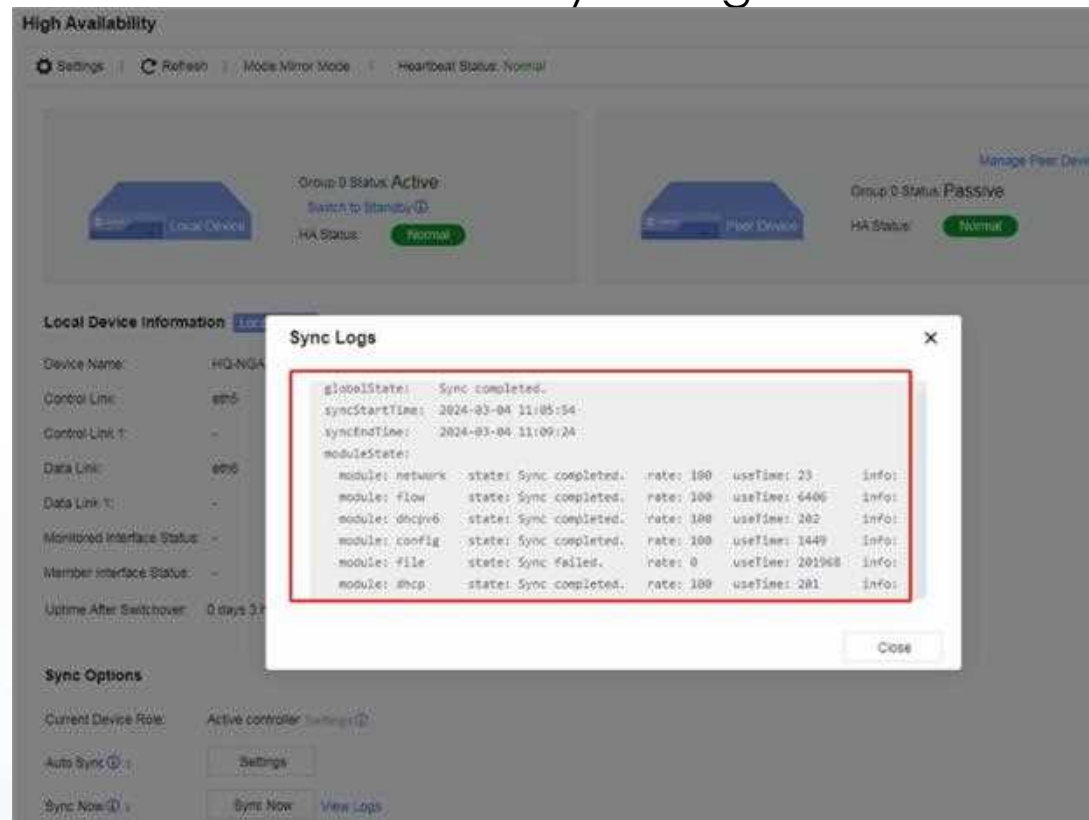 High Availability
Settings Refresh Mode: Mirror Mode Heartbeat Status: Normal
Manage Peer Devi
Group 0 Status: Active
Group 0 Status: Passive
Switch to Standby
HA Status: Normal
HA Status: Normal
Local Device
Peer Device
Local Device Information
Device Name: HQ-NGA
Control Link: eth5
Control Link 1: -
Data Link: eth6
Data Link 1: -
Monitored Interface Status: -
Member Interface Status: -
Uptime After Switchover: 0 days 3 h
Sync Logs
globalState: Sync completed.
syncStartTime: 2024-03-04 11:05:54
syncEndTime: 2024-03-04 11:09:24
moduleState:
module: network state: Sync completed. rate: 100 useTime: 23 info:
module: flow state: Sync completed. rate: 100 useTime: 6406 info:
module: dhcpv6 state: Sync completed. rate: 100 useTime: 202 info:
module: config state: Sync completed. rate: 100 useTime: 1449 info:
module: file state: Sync failed. rate: 0 useTime: 201968 info:
module: dhcp state: Sync completed. rate: 100 useTime: 201 info:
Close
Sync Options
Current Device Role: Active controller Settings
Auto Sync : Settings
Sync Now : Sync Now View Logs